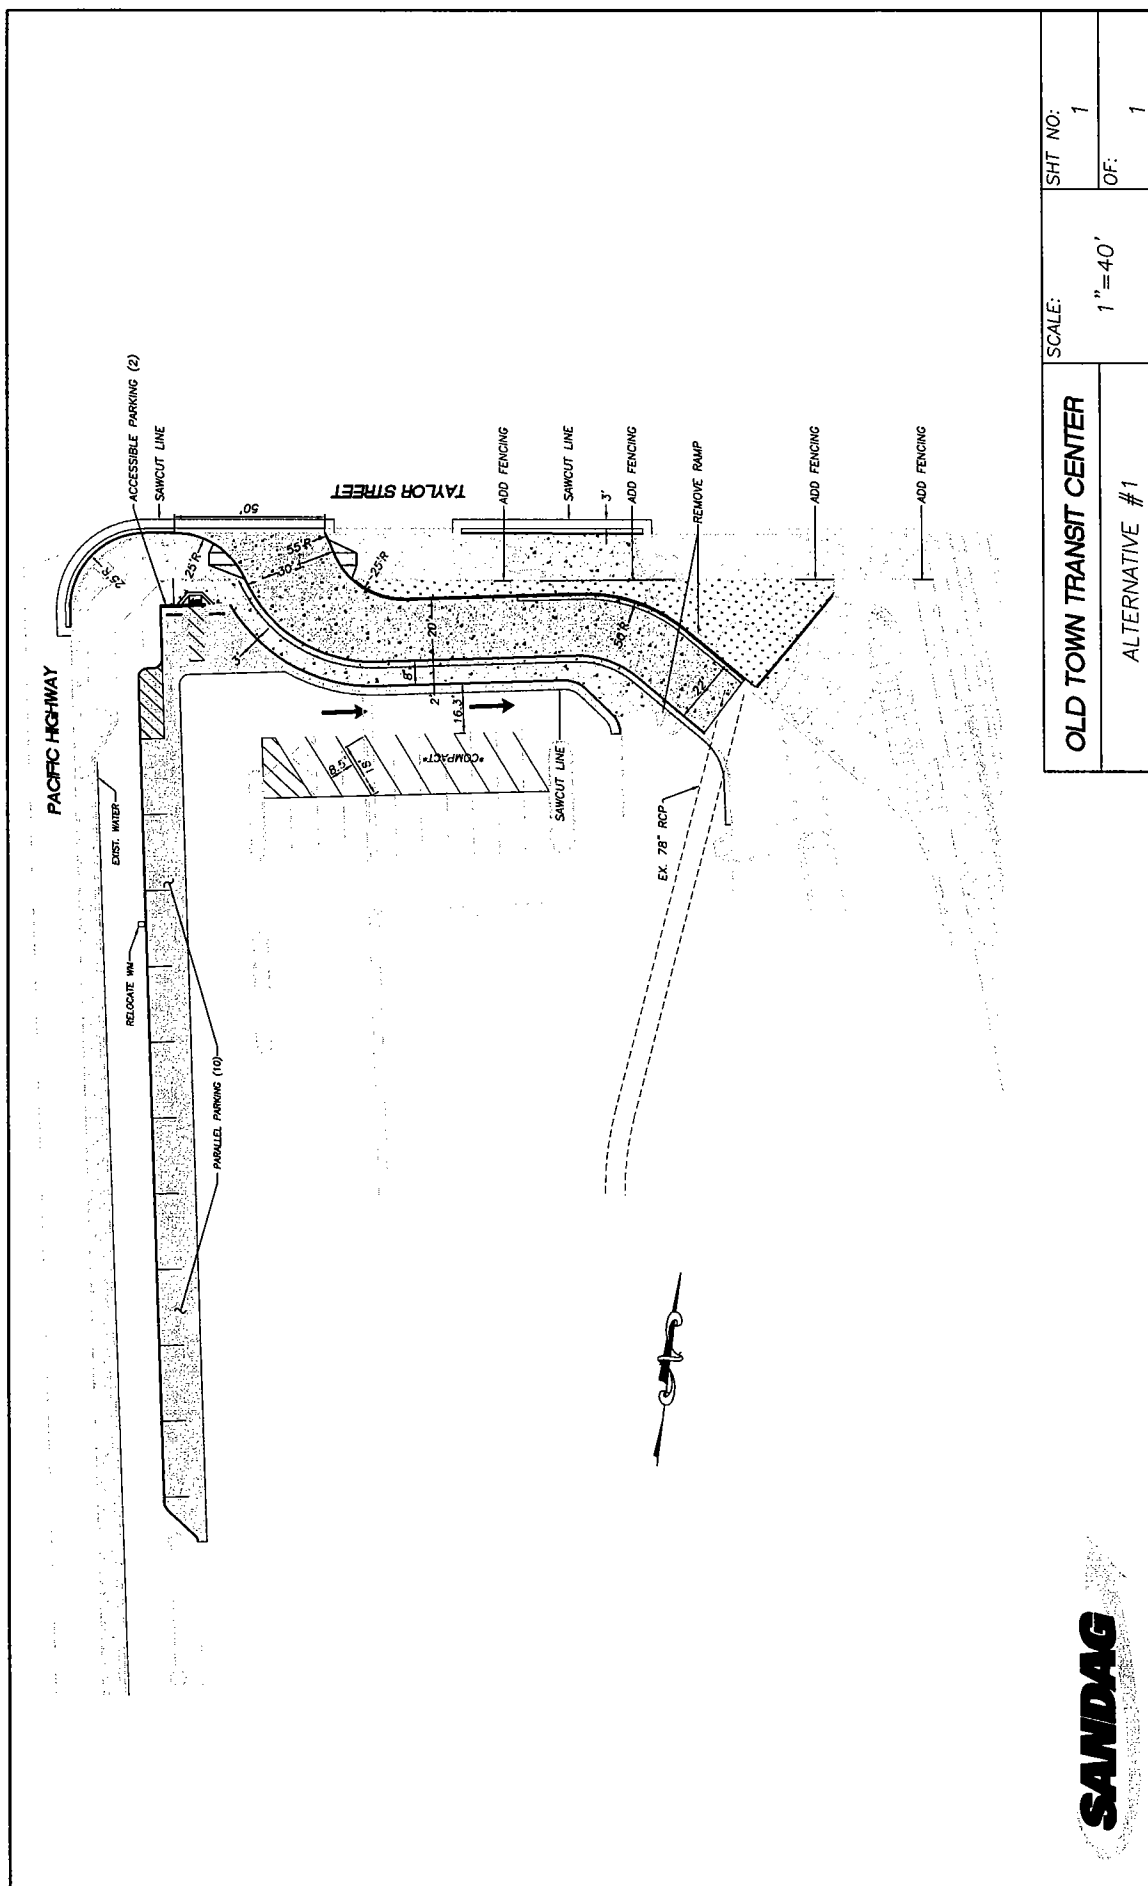 PACIFIC HIGHWAY
EXIST. WATER
RELOCATE WM
PARALLEL PARKING (10)
ACCESSIBLE PARKING (2)
SAWCUT LINE
25'R
25'R
50'
TAYLOR STREET
55'R
30'
25'R
5'
20'
8'
2'
16.3'
8.5'
15'
"COMPACT"
SAWCUT LINE
ADD FENCING
SAWCUT LINE
3'
ADD FENCING
REMOVE RAMP
50'R
22'
ADD FENCING
ADD FENCING
EX. 78" RCP
SANDAG
OLD TOWN TRANSIT CENTER
ALTERNATIVE #1
SCALE:
1"=40'
SHT NO:
1
OF:
1